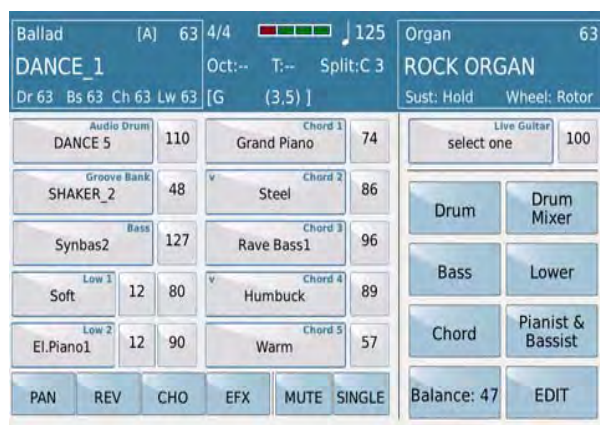 Ballad [A] 63
DANCE_1
Dr 63 Bs 63 Ch 63 Lw 63
4/4 125
Oct:-- T:-- Split:C 3
[G (3,5) ]
Organ 63
ROCK ORGAN
Sust: Hold Wheel: Rotor
Audio Drum
DANCE 5 110
Groove Bank
SHAKER_2 48
Bass
Synbas2 127
Low 1
Soft 12 80
Low 2
El.Piano1 12 90
Chord 1
Grand Piano 74
v Chord 2
Steel 86
Chord 3
Rave Bass1 96
v Chord 4
Humbuck 89
Chord 5
Warm 57
Live Guitar
select one 100
Drum
Drum
Mixer
Bass
Lower
Chord
Pianist &
Bassist
Balance: 47
EDIT
PAN REV CHO EFX MUTE SINGLE